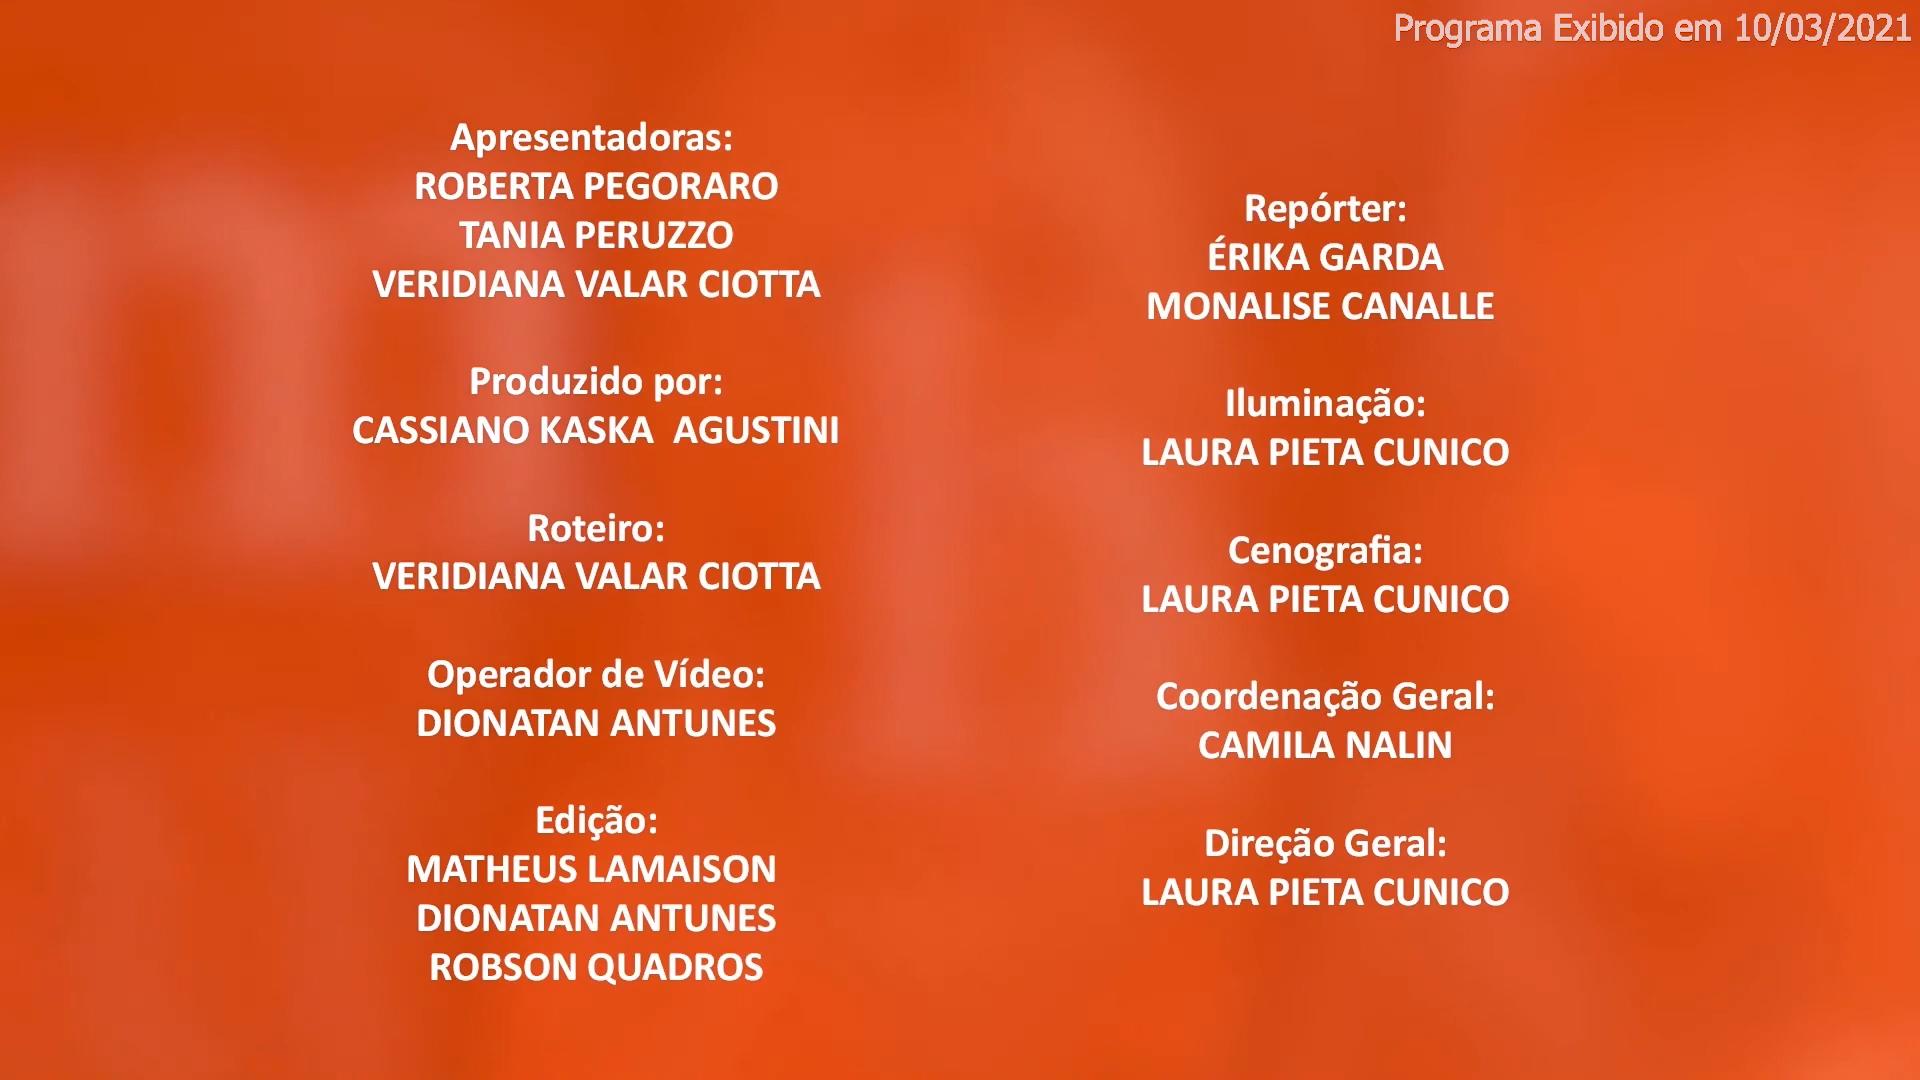 Programa Exibido em 10/03/2021
Apresentadoras:
ROBERTA PEGORARO
TANIA PERUZZO
VERIDIANA VALAR CIOTTA
Produzido por:
CASSIANO KASKA  AGUSTINI
Roteiro:
VERIDIANA VALAR CIOTTA
Operador de Vídeo:
DIONATAN ANTUNES
Edição:
MATHEUS LAMAISON
DIONATAN ANTUNES
ROBSON QUADROS
Repórter:
ÉRIKA GARDA
MONALISE CANALLE
Iluminação:
LAURA PIETA CUNICO
Cenografia:
LAURA PIETA CUNICO
Coordenação Geral:
CAMILA NALIN
Direção Geral:
LAURA PIETA CUNICO